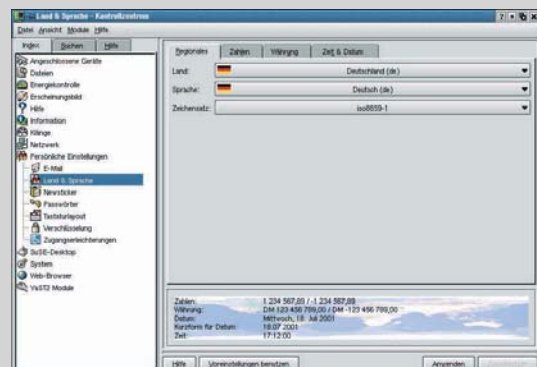 Land & Sprache - Kontrollzentrum
Datei Ansicht Module Hilfe
Index Suchen Hilfe
Angeschlossene Geräte
Dateien
Energiekontrolle
Erscheinungsbild
Hilfe
Information
Klänge
Netzwerk
Persönliche Einstellungen
E-Mail
Land & Sprache
Newsticker
Passwörter
Tastaturlayout
Verschlüsselung
Zugangserleichterungen
SuSE-Desktop
System
Web-Browser
YaST2 Module
Regionales Zahlen Währung Zeit & Datum
Land: Deutschland (de)
Sprache: Deutsch (de)
Zeichensatz: iso8859-1
Zahlen: 1 234 567,89 / -1 234 567,89
Währung: DM 123 456 789,00 / DM -123 456 789,00
Datum: Mittwoch, 18. Juli 2001
Kurzform für Datum: 18.07.2001
Zeit: 17:12:00
Hilfe Voreinstellungen benutzen Anwenden